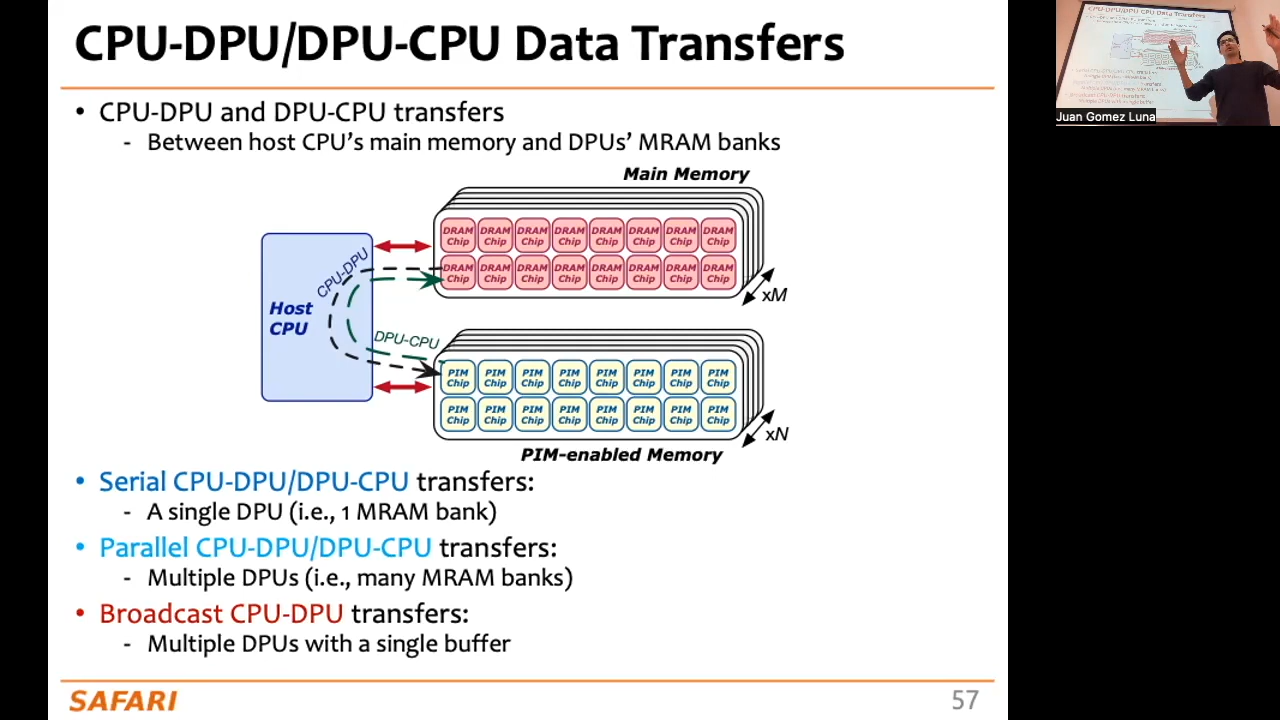 CPU-DPU/DPU-CPU Data Transfers
• CPU-DPU and DPU-CPU transfers
- Between host CPU's main memory and DPUs' MRAM banks
Main Memory
DRAM DRAM DRAM DRAM DRAM DRAM DRAM DRAM
Chip Chip Chip Chip Chip Chip Chip Chip
DRAM DRAM DRAM DRAM DRAM DRAM DRAM DRAM
Chip Chip Chip Chip Chip Chip Chip Chip
xM
CPU-DPU
Host
CPU
DPU-CPU
PIM PIM PIM PIM PIM PIM PIM PIM
Chip Chip Chip Chip Chip Chip Chip Chip
PIM PIM PIM PIM PIM PIM PIM PIM
Chip Chip Chip Chip Chip Chip Chip Chip
xN
PIM-enabled Memory
• Serial CPU-DPU/DPU-CPU transfers:
- A single DPU (i.e., 1 MRAM bank)
• Parallel CPU-DPU/DPU-CPU transfers:
- Multiple DPUs (i.e., many MRAM banks)
• Broadcast CPU-DPU transfers:
- Multiple DPUs with a single buffer
SAFARI
57
CPU-DPU/DPU-CPU Data Transfers
Juan Gomez Luna